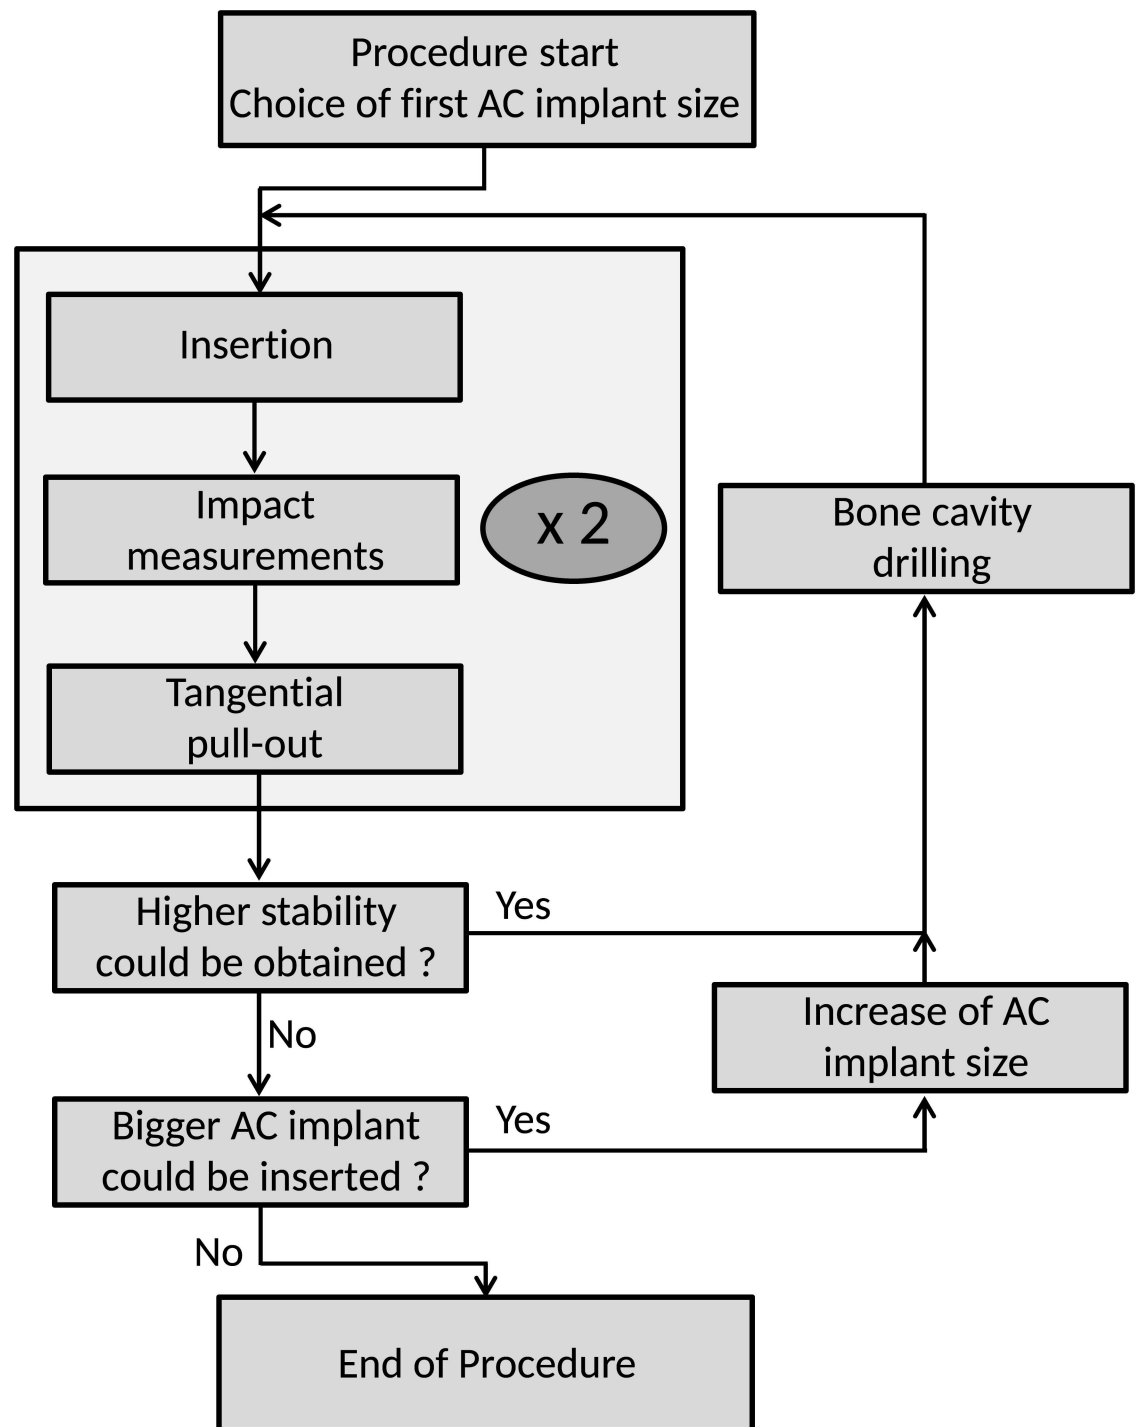 Procedure start
Choice of first AC implant size
Insertion
Impact
measurements
x 2
Bone cavity
drilling
Tangential
pull-out
Higher stability
could be obtained ?
Yes
No
Increase of AC
implant size
Bigger AC implant
could be inserted ?
Yes
No
End of Procedure